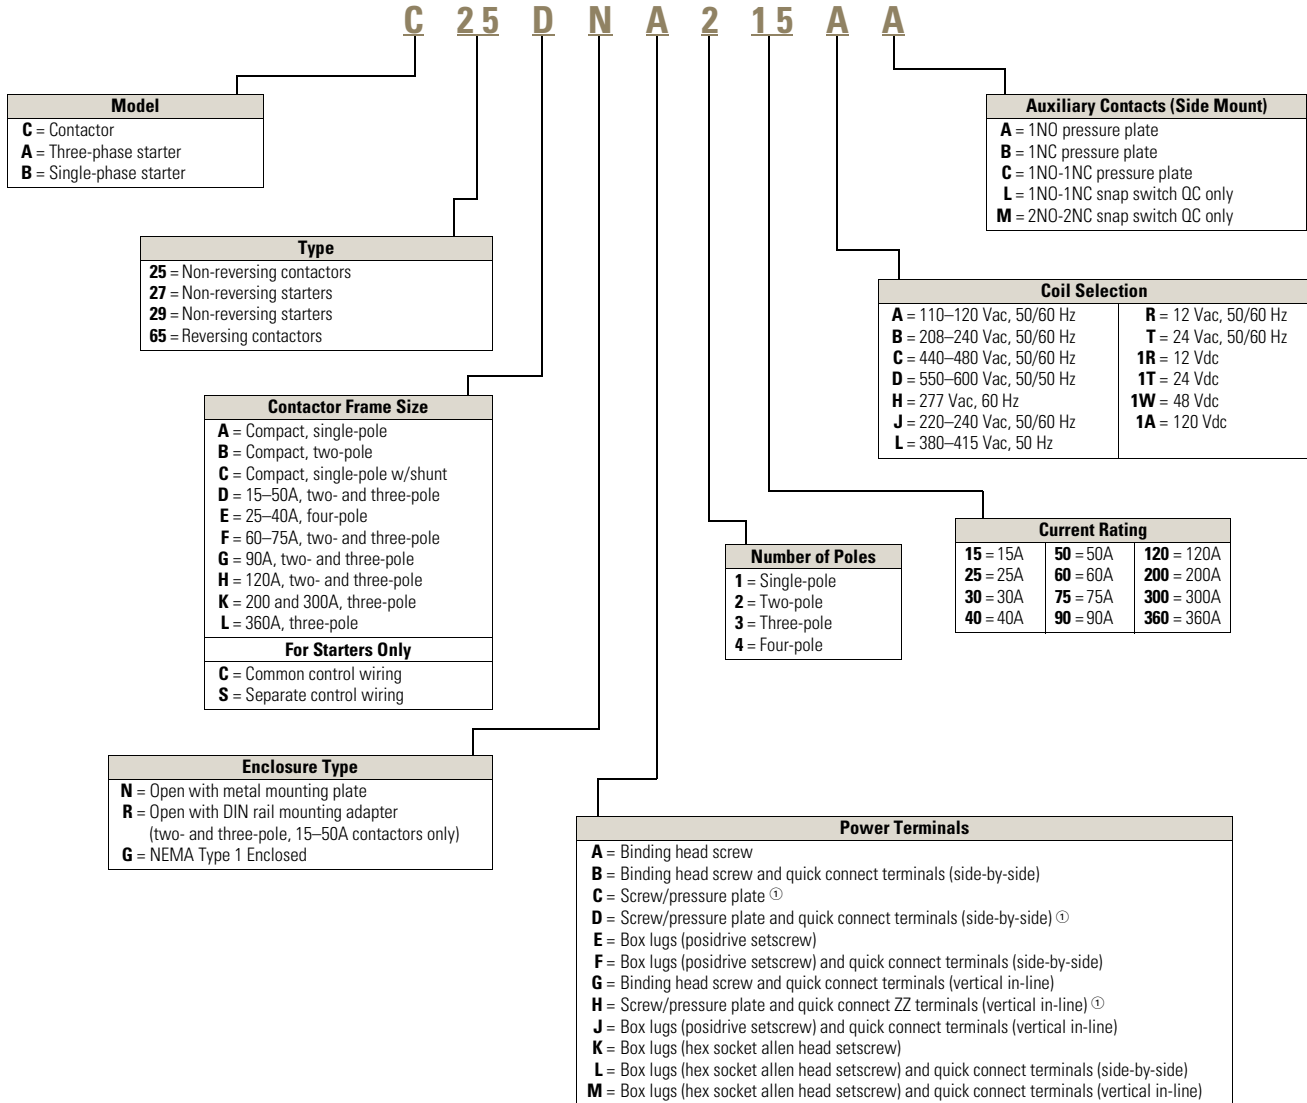 C 25 D N A 2 15 A A
Model
C = Contactor
A = Three-phase starter
B = Single-phase starter
Auxiliary Contacts (Side Mount)
A = 1NO pressure plate
B = 1NC pressure plate
C = 1NO-1NC pressure plate
L = 1NO-1NC snap switch QC only
M = 2NO-2NC snap switch QC only
Type
25 = Non-reversing contactors
27 = Non-reversing starters
29 = Non-reversing starters
65 = Reversing contactors
Coil Selection
A = 110–120 Vac, 50/60 Hz
B = 208–240 Vac, 50/60 Hz
C = 440–480 Vac, 50/60 Hz
D = 550–600 Vac, 50/50 Hz
H = 277 Vac, 60 Hz
J = 220–240 Vac, 50/60 Hz
L = 380–415 Vac, 50 Hz
R = 12 Vac, 50/60 Hz
T = 24 Vac, 50/60 Hz
1R = 12 Vdc
1T = 24 Vdc
1W = 48 Vdc
1A = 120 Vdc
Contactor Frame Size
A = Compact, single-pole
B = Compact, two-pole
C = Compact, single-pole w/shunt
D = 15–50A, two- and three-pole
E = 25–40A, four-pole
F = 60–75A, two- and three-pole
G = 90A, two- and three-pole
H = 120A, two- and three-pole
K = 200 and 300A, three-pole
L = 360A, three-pole
For Starters Only
C = Common control wiring
S = Separate control wiring
Number of Poles
1 = Single-pole
2 = Two-pole
3 = Three-pole
4 = Four-pole
Current Rating
15 = 15A 50 = 50A 120 = 120A
25 = 25A 60 = 60A 200 = 200A
30 = 30A 75 = 75A 300 = 300A
40 = 40A 90 = 90A 360 = 360A
Enclosure Type
N = Open with metal mounting plate
R = Open with DIN rail mounting adapter
(two- and three-pole, 15–50A contactors only)
G = NEMA Type 1 Enclosed
Power Terminals
A = Binding head screw
B = Binding head screw and quick connect terminals (side-by-side)
C = Screw/pressure plate ①
D = Screw/pressure plate and quick connect terminals (side-by-side) ①
E = Box lugs (posidrive setscrew)
F = Box lugs (posidrive setscrew) and quick connect terminals (side-by-side)
G = Binding head screw and quick connect terminals (vertical in-line)
H = Screw/pressure plate and quick connect ZZ terminals (vertical in-line) ①
J = Box lugs (posidrive setscrew) and quick connect terminals (vertical in-line)
K = Box lugs (hex socket allen head setscrew)
L = Box lugs (hex socket allen head setscrew) and quick connect terminals (side-by-side)
M = Box lugs (hex socket allen head setscrew) and quick connect terminals (vertical in-line)